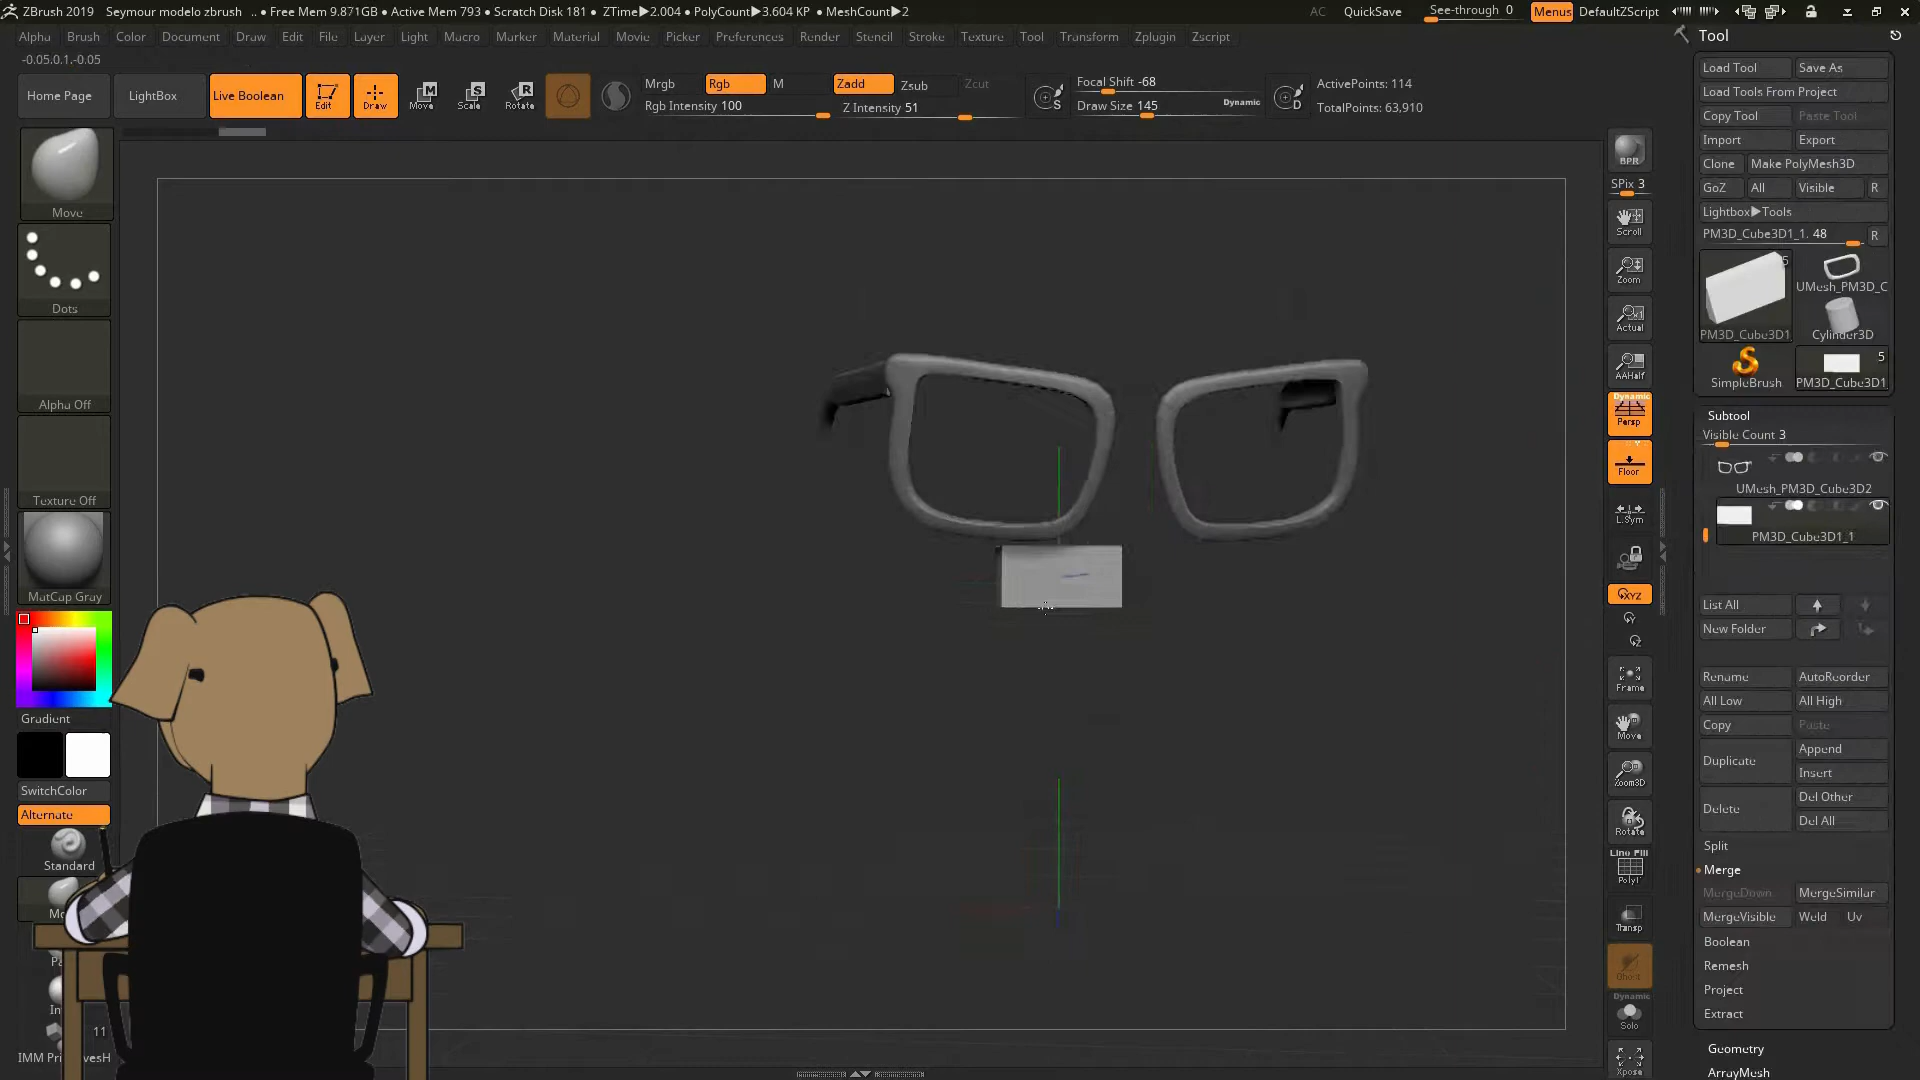 ZBrush 2019 Seymour modelo zbrush .. • Free Mem 9.871GB • Active Mem 793 • Scratch Disk 181 • ZTime▶2.004 • PolyCount▶3.604 KP • MeshCount▶2 AC QuickSave See-through 0 Menus DefaultZScript
Alpha Brush Color Document Draw Edit File Layer Light Macro Marker Material Movie Picker Preferences Render Stencil Stroke Texture Tool Transform Zplugin Zscript
-0.05.0.1,-0.05
Home Page LightBox Live Boolean Edit Draw Move Scale Rotate
Mrgb Rgb M Zadd Zsub Zcut
Rgb Intensity 100 Z Intensity 51
S Focal Shift -68
Draw Size 145 Dynamic D
ActivePoints: 114
TotalPoints: 63,910
Move
Dots
Alpha Off
Texture Off
MatCap Gray
Gradient
SwitchColor
Alternate
Standard
11
BPR
SPix 3
Scroll
Zoom
Actual
AAHalf
Dynamic
Persp
Floor
L.Sym
XYZ
Y
Z
Frame
Move
Zoom3D
Rotate
Line Fill
PolyF
Transp
Ghost
Dynamic
Solo
Xpose
Tool
Load Tool Save As
Load Tools From Project
Copy Tool Paste Tool
Import Export
Clone Make PolyMesh3D
GoZ All Visible R
Lightbox▶Tools
PM3D_Cube3D1_1. 48 R
5
UMesh_PM3D_C
PM3D_Cube3D1 Cylinder3D
5
SimpleBrush PM3D_Cube3D1
Subtool
Visible Count 3
UMesh_PM3D_Cube3D2
PM3D_Cube3D1_1
List All
New Folder
Rename AutoReorder
All Low All High
Copy Paste
Duplicate Append
Insert
Delete Del Other
Del All
Split
Merge
MergeDown MergeSimilar
MergeVisible Weld Uv
Boolean
Remesh
Project
Extract
Geometry
ArrayMesh